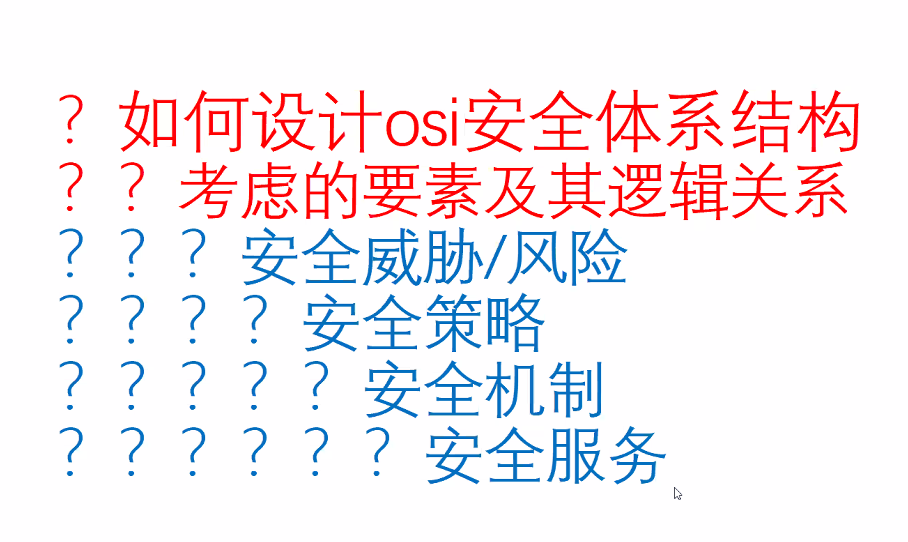 ？如何设计osi安全体系结构
？？考虑的要素及其逻辑关系
？？？安全威胁/风险
？？？？安全策略
？？？？？安全机制
？？？？？？安全服务